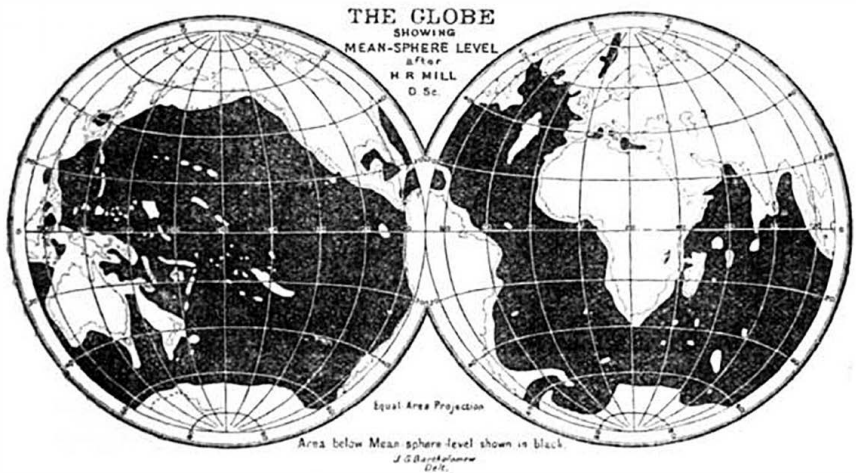 THE GLOBE
SHOWING
MEAN-SPHERE LEVEL
after
H R MILL
D. Sc.
Equal Area Projection
Area below Mean-sphere-level shown in black.
J. G. Bartholomew
Delt.